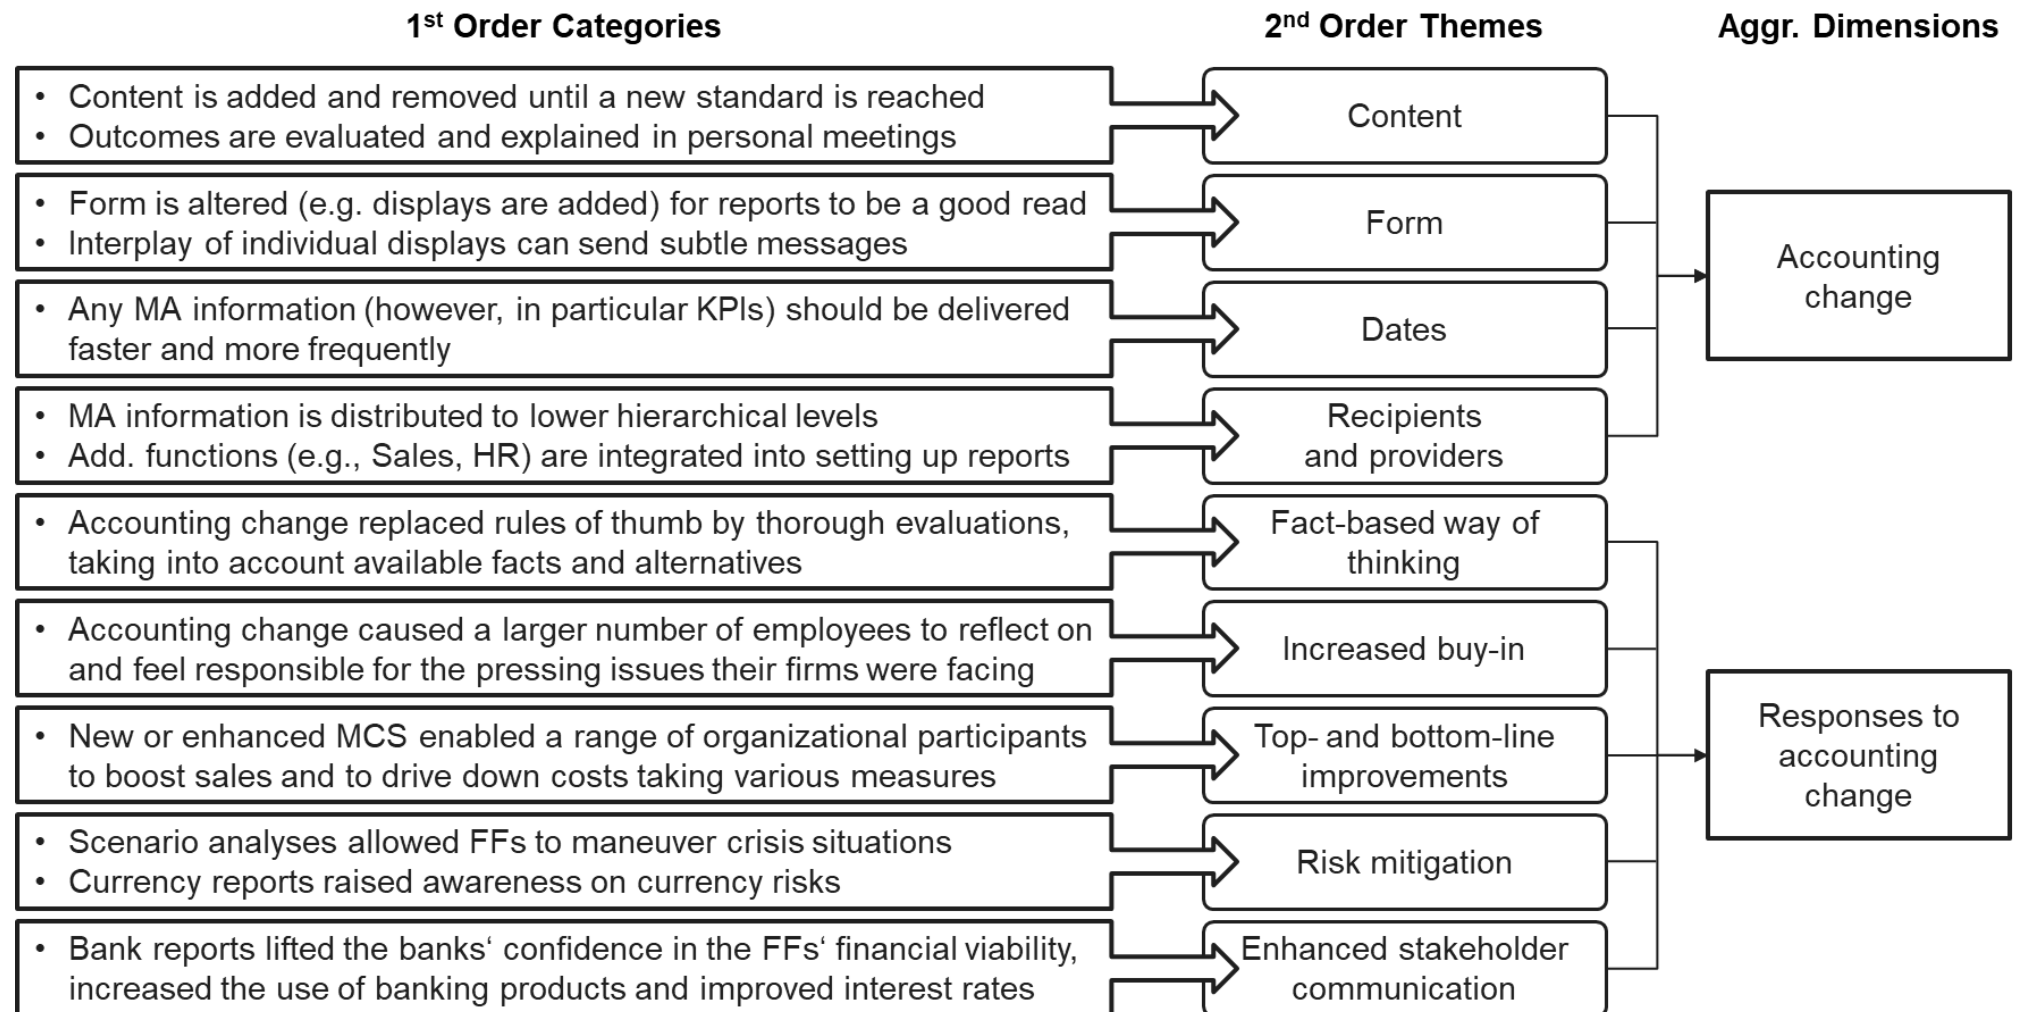 1st Order Categories
2nd Order Themes
Aggr. Dimensions
• Content is added and removed until a new standard is reached
• Outcomes are evaluated and explained in personal meetings
Content
• Form is altered (e.g. displays are added) for reports to be a good read
• Interplay of individual displays can send subtle messages
Form
• Any MA information (however, in particular KPIs) should be delivered
faster and more frequently
Dates
• MA information is distributed to lower hierarchical levels
• Add. functions (e.g., Sales, HR) are integrated into setting up reports
Recipients
and providers
Accounting
change
• Accounting change replaced rules of thumb by thorough evaluations,
taking into account available facts and alternatives
Fact-based way of
thinking
• Accounting change caused a larger number of employees to reflect on
and feel responsible for the pressing issues their firms were facing
Increased buy-in
• New or enhanced MCS enabled a range of organizational participants
to boost sales and to drive down costs taking various measures
Top- and bottom-line
improvements
• Scenario analyses allowed FFs to maneuver crisis situations
• Currency reports raised awareness on currency risks
Risk mitigation
• Bank reports lifted the banks‘ confidence in the FFs‘ financial viability,
increased the use of banking products and improved interest rates
Enhanced stakeholder
communication
Responses to
accounting
change